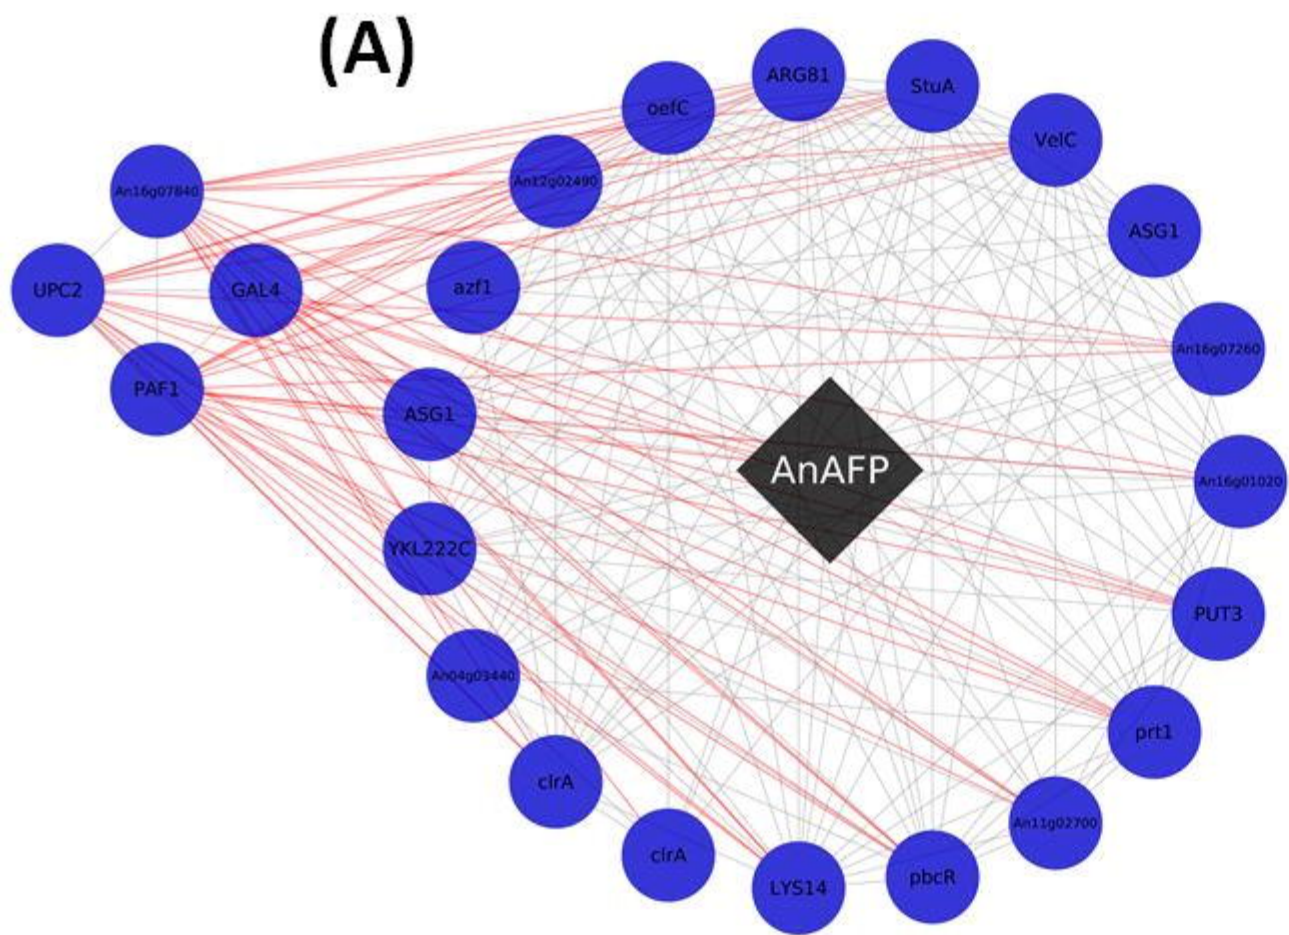 (A)
ARG81
StuA
oefC
VelC
An12g02490
An16g07840
ASG1
UPC2
GAL4
azf1
An16g07260
PAF1
ASG1
AnAFP
An16g01020
YKL222C
PUT3
An04g03440
prt1
clrA
An11g02700
clrA
pbcR
LYS14